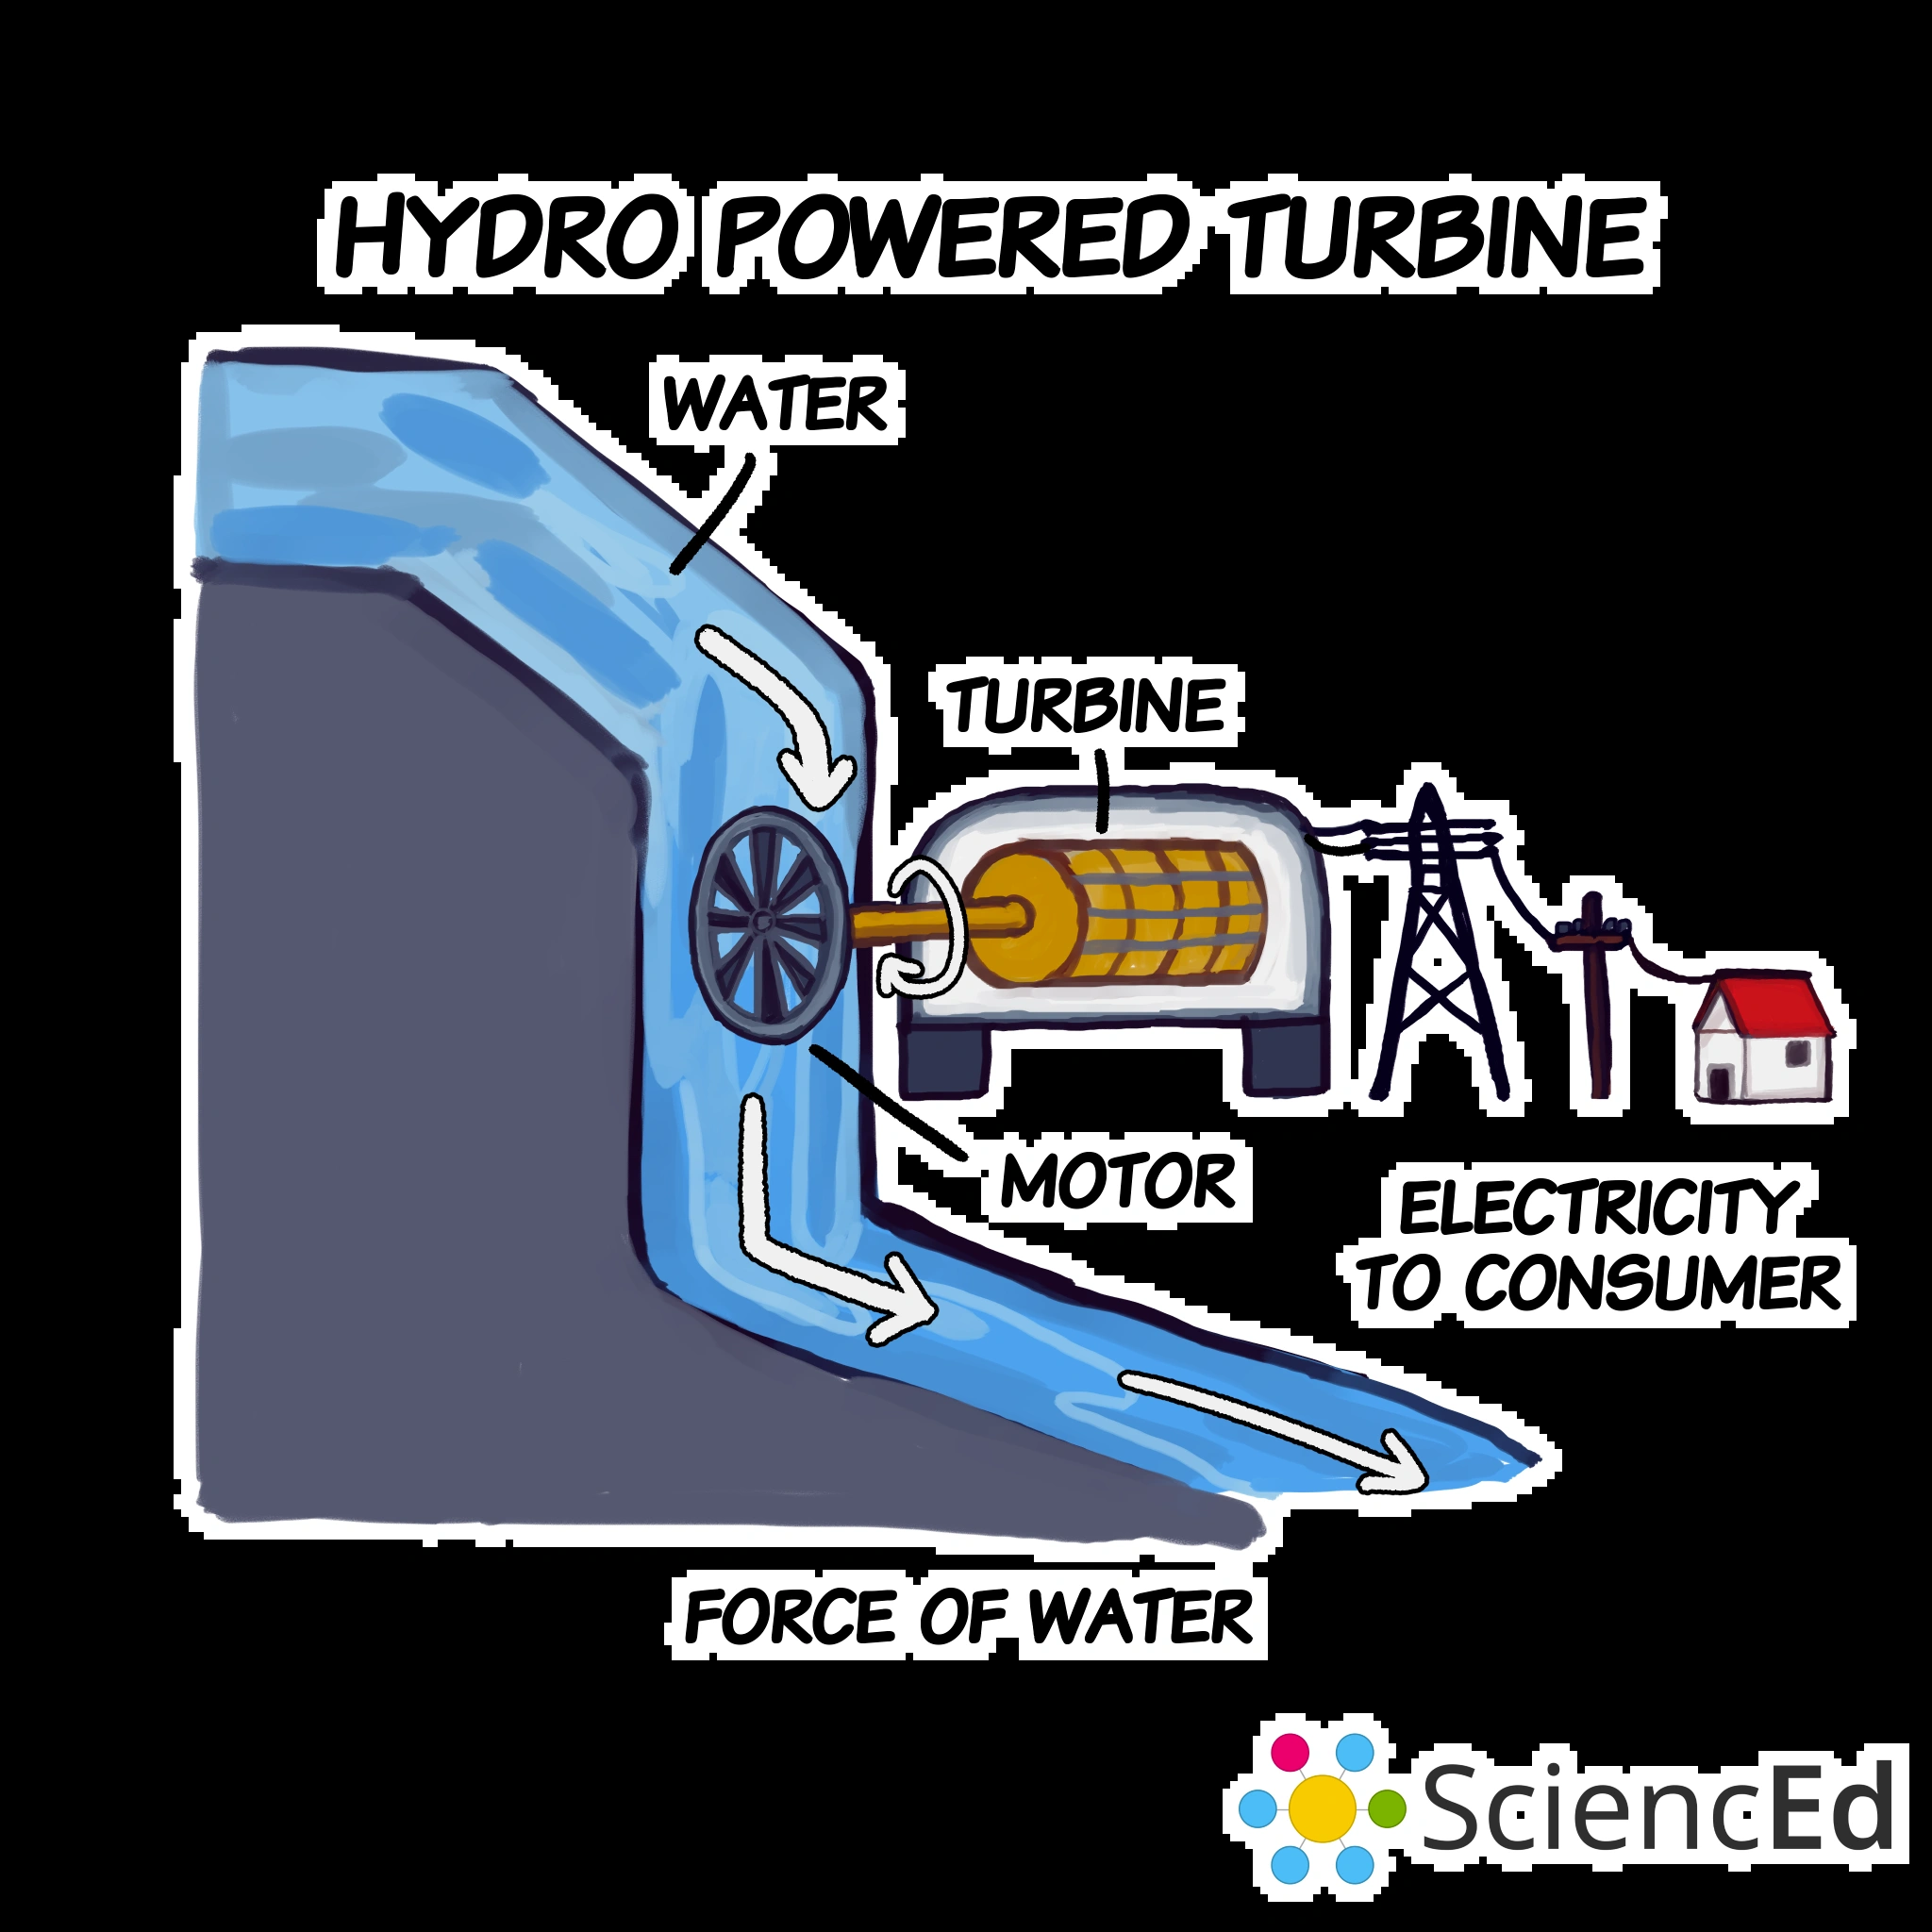 HYDRO POWERED TURBINE
WATER
TURBINE
MOTOR
ELECTRICITY
TO CONSUMER
FORCE OF WATER
SciencEd